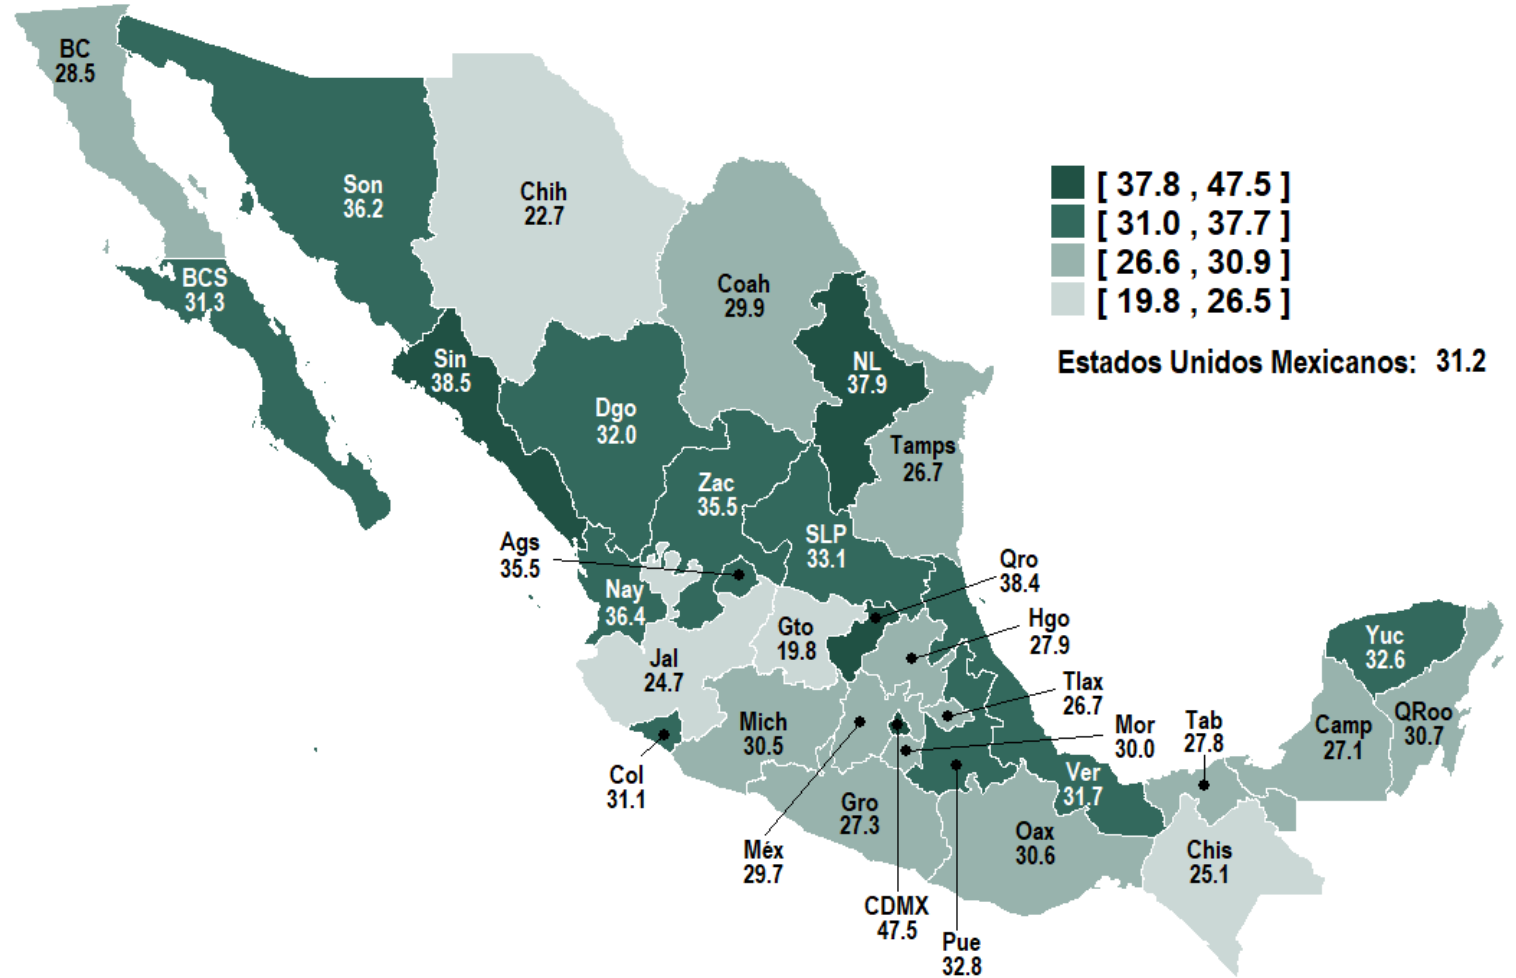 BC
28.5
Son
36.2
Chih
22.7
[ 37.8 , 47.5 ]
[ 31.0 , 37.7 ]
[ 26.6 , 30.9 ]
[ 19.8 , 26.5 ]
Estados Unidos Mexicanos: 31.2
BCS
31.3
Coah
29.9
Sin
38.5
NL
37.9
Dgo
32.0
Tamps
26.7
Zac
35.5
SLP
33.1
Ags
35.5
Qro
38.4
Nay
36.4
Gto
19.8
Hgo
27.9
Yuc
32.6
Jal
24.7
Tlax
26.7
Mich
30.5
Mor
30.0
Tab
27.8
Camp
27.1
QRoo
30.7
Col
31.1
Ver
31.7
Gro
27.3
Oax
30.6
Méx
29.7
Chis
25.1
CDMX
47.5
Pue
32.8